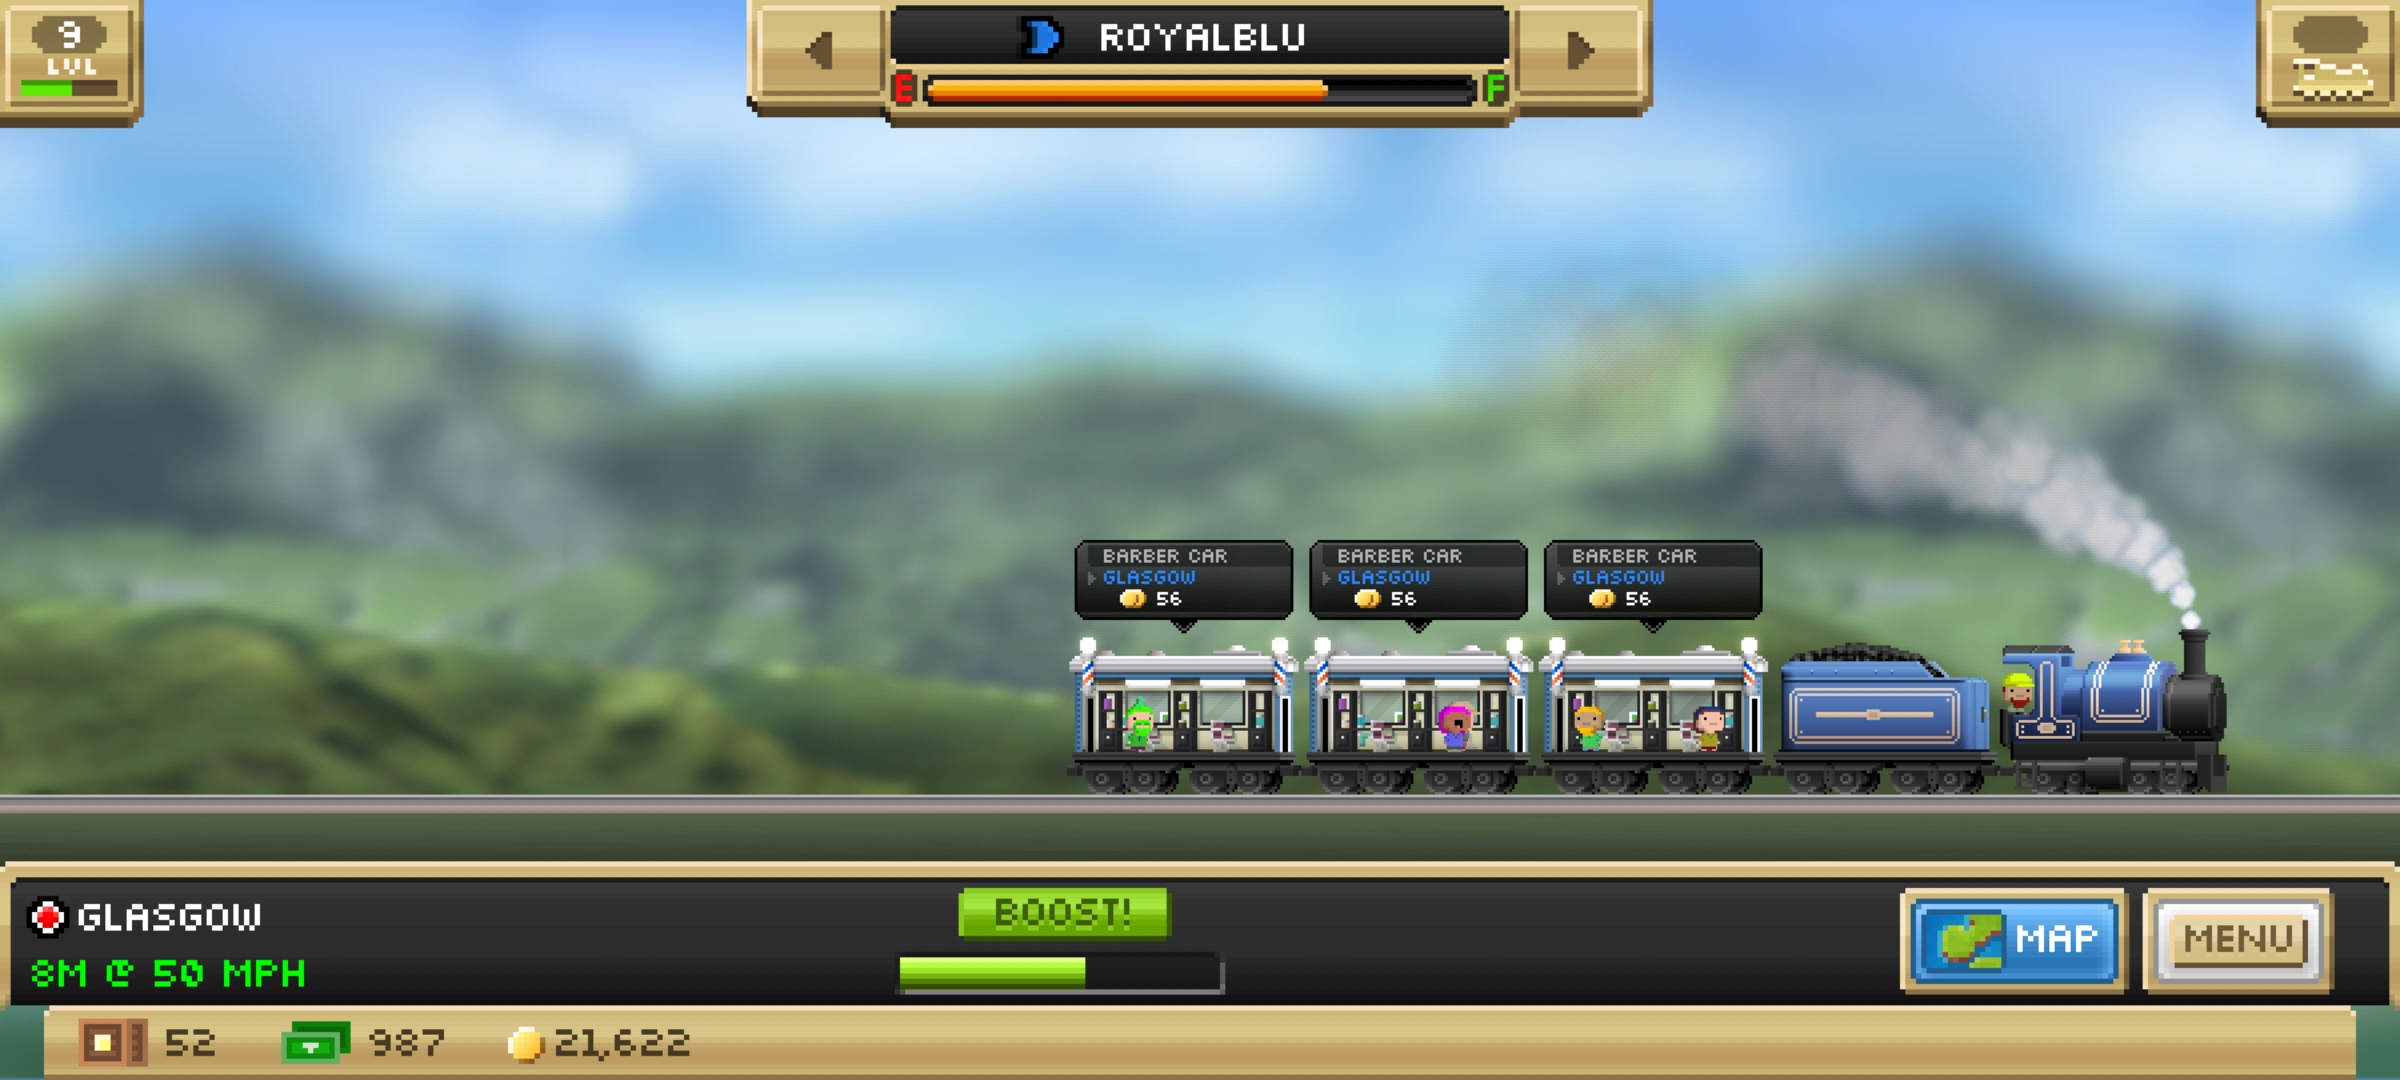 9
LVL
ROYALBLU
E F
BARBER CAR
GLASGOW
56
BARBER CAR
GLASGOW
56
BARBER CAR
GLASGOW
56
GLASGOW
8M @ 50 MPH
BOOST!
MAP
MENU
52
987
21,622